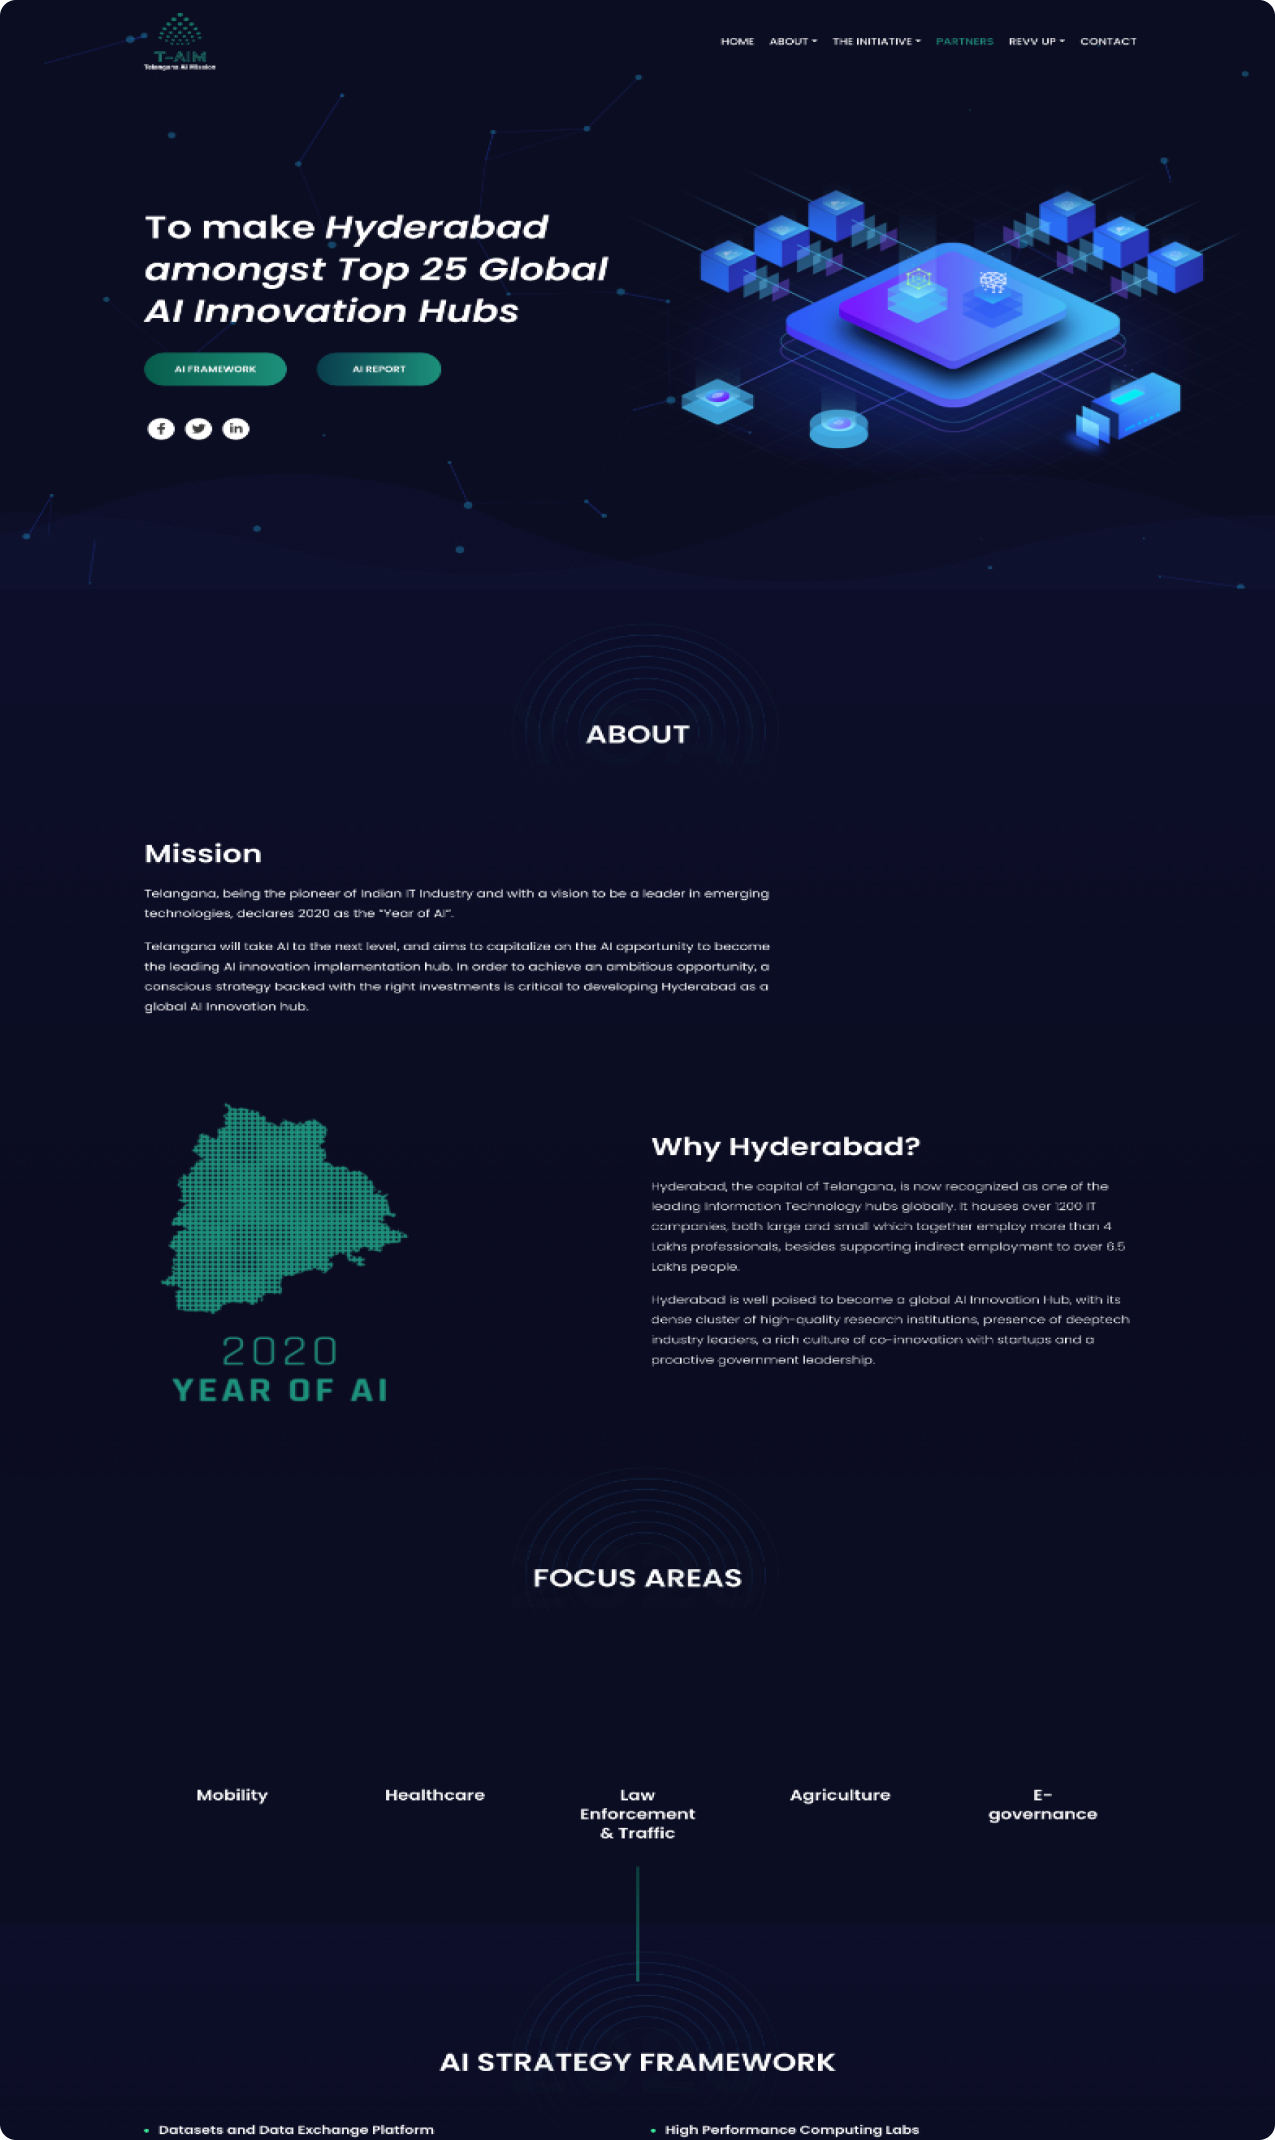 T-AIM
Telangana AI Mission
HOME ABOUT THE INITIATIVE PARTNERS REVV UP CONTACT
To make Hyderabad
amongst Top 25 Global
AI Innovation Hubs
AI FRAMEWORK
AI REPORT
ABOUT
Mission
Telangana, being the pioneer of Indian IT Industry and with a vision to be a leader in emerging
technologies, declares 2020 as the "Year of AI".
Telangana will take AI to the next level, and aims to capitalize on the AI opportunity to become
the leading AI innovation implementation hub. In order to achieve an ambitious opportunity, a
conscious strategy backed with the right investments is critical to developing Hyderabad as a
global AI Innovation hub.
2020
YEAR OF AI
Why Hyderabad?
Hyderabad, the capital of Telangana, is now recognized as one of the
leading Information Technology hubs globally. It houses over 1200 IT
companies, both large and small which together employ more than 4
Lakhs professionals, besides supporting indirect employment to over 6.5
Lakhs people.
Hyderabad is well poised to become a global AI Innovation Hub, with its
dense cluster of high-quality research institutions, presence of deeptech
industry leaders, a rich culture of co-innovation with startups and a
proactive government leadership.
FOCUS AREAS
Mobility
Healthcare
Law
Enforcement
& Traffic
Agriculture
E-
governance
AI STRATEGY FRAMEWORK
Datasets and Data Exchange Platform
High Performance Computing Labs